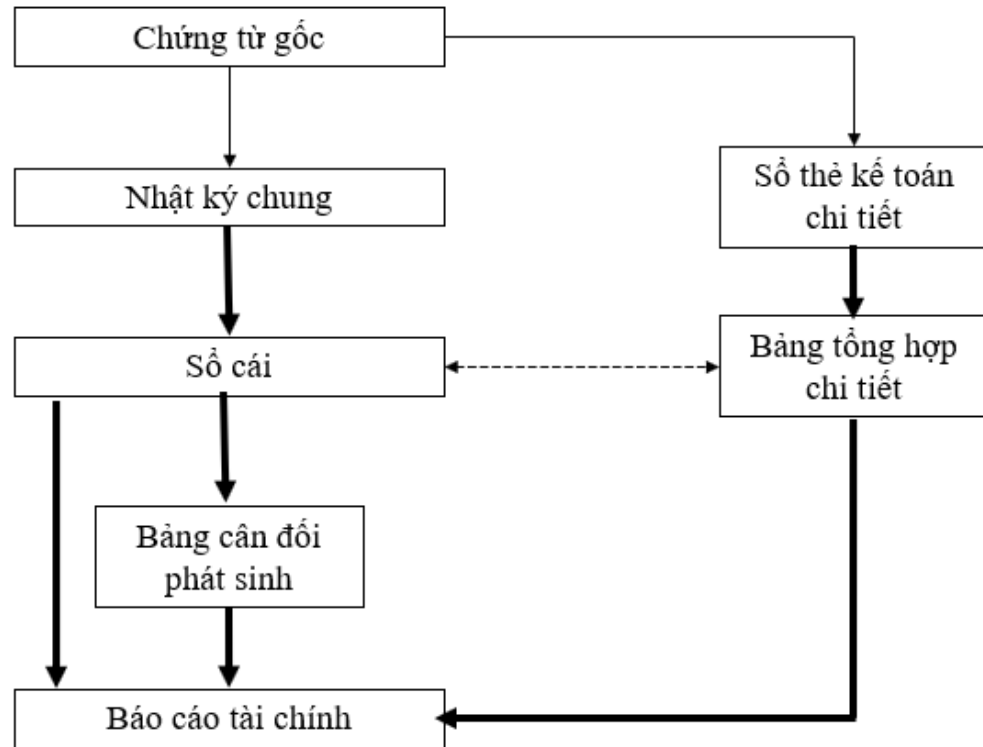 Chứng từ gốc
Nhật ký chung
Sổ thẻ kế toán
chi tiết
Sổ cái
Bảng tổng hợp
chi tiết
Bảng cân đối
phát sinh
Báo cáo tài chính